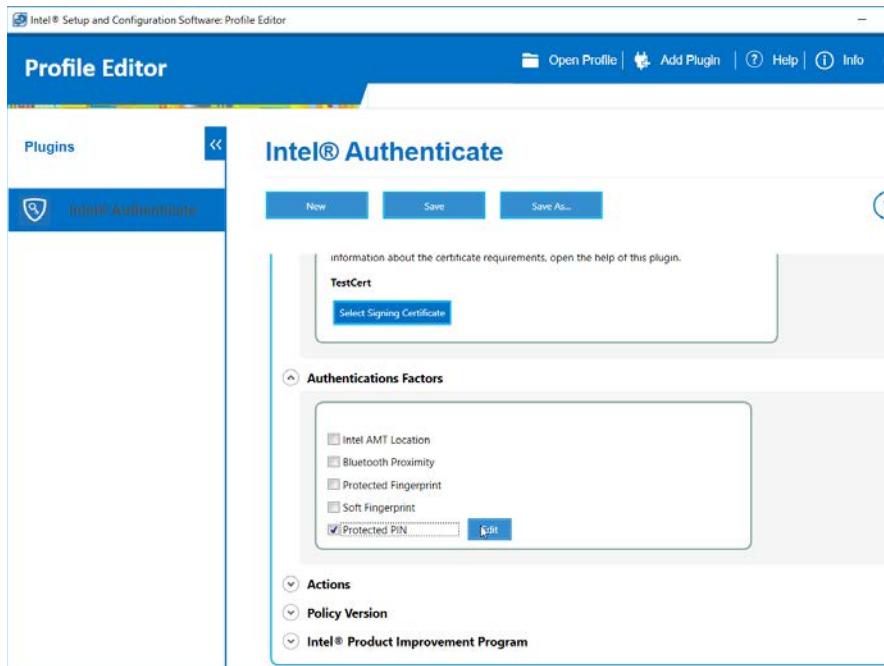 Intel® Setup and Configuration Software: Profile Editor
Profile Editor
Open Profile
Add Plugin
Help
Info
Plugins
Intel® Authenticate
Intel® Authenticate
New
Save
Save As...
information about the certificate requirements, open the help of this plugin.
TestCert
Select Signing Certificate
Authentications Factors
Intel AMT Location
Bluetooth Proximity
Protected Fingerprint
Soft Fingerprint
Protected PIN
Edit
Actions
Policy Version
Intel® Product Improvement Program